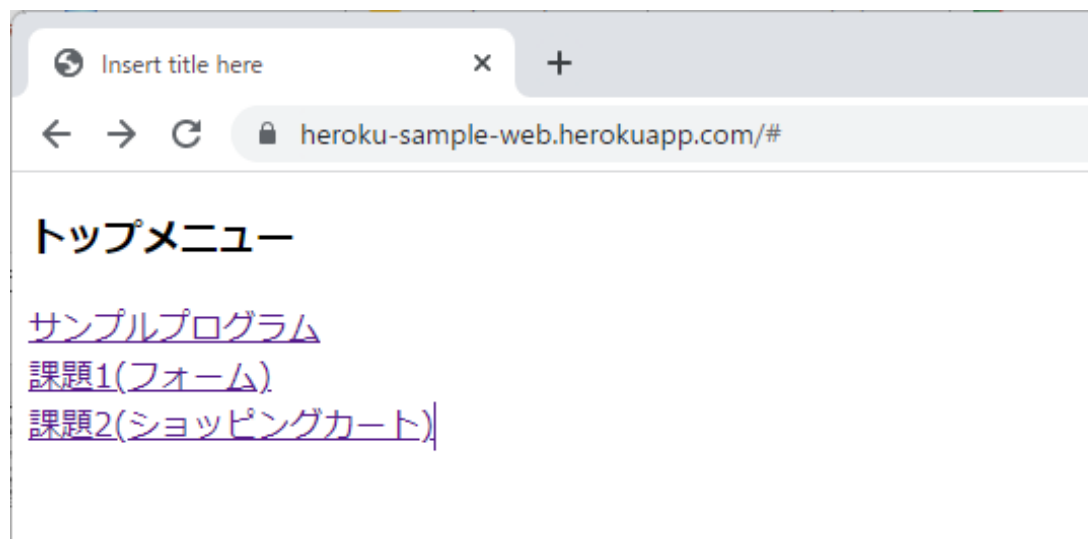 Insert title here
heroku-sample-web.herokuapp.com/#
トップメニュー
サンプルプログラム
課題1(フォーム)
課題2(ショッピングカート)